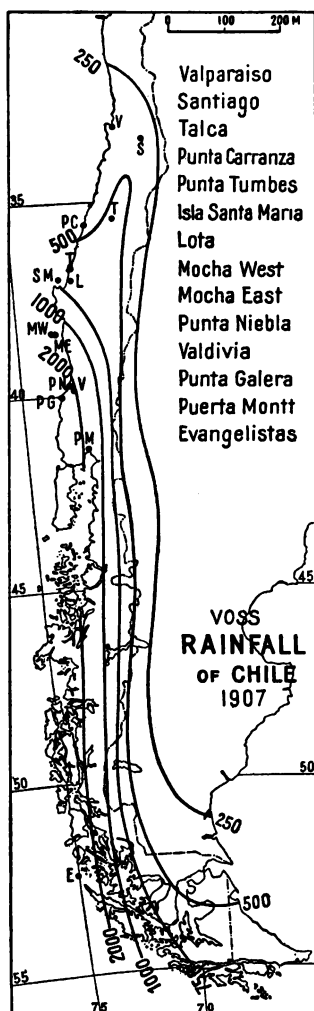 0 100 200 M
250
Valparaiso
Santiago
Talca
Punta Carranza
Punta Tumbes
Isla Santa Maria
Lota
Mocha West
Mocha East
Punta Niebla
Valdivia
Punta Galera
Puerta Montt
Evangelistas
V
S
35
PC
T
500
T
SM
L
1000
MW
ME
2000
PN
V
40
PG
PM
45
45
VOSS
RAINFALL
OF CHILE
1907
50
50
250
E
S
500
2000
1000
55
75
70